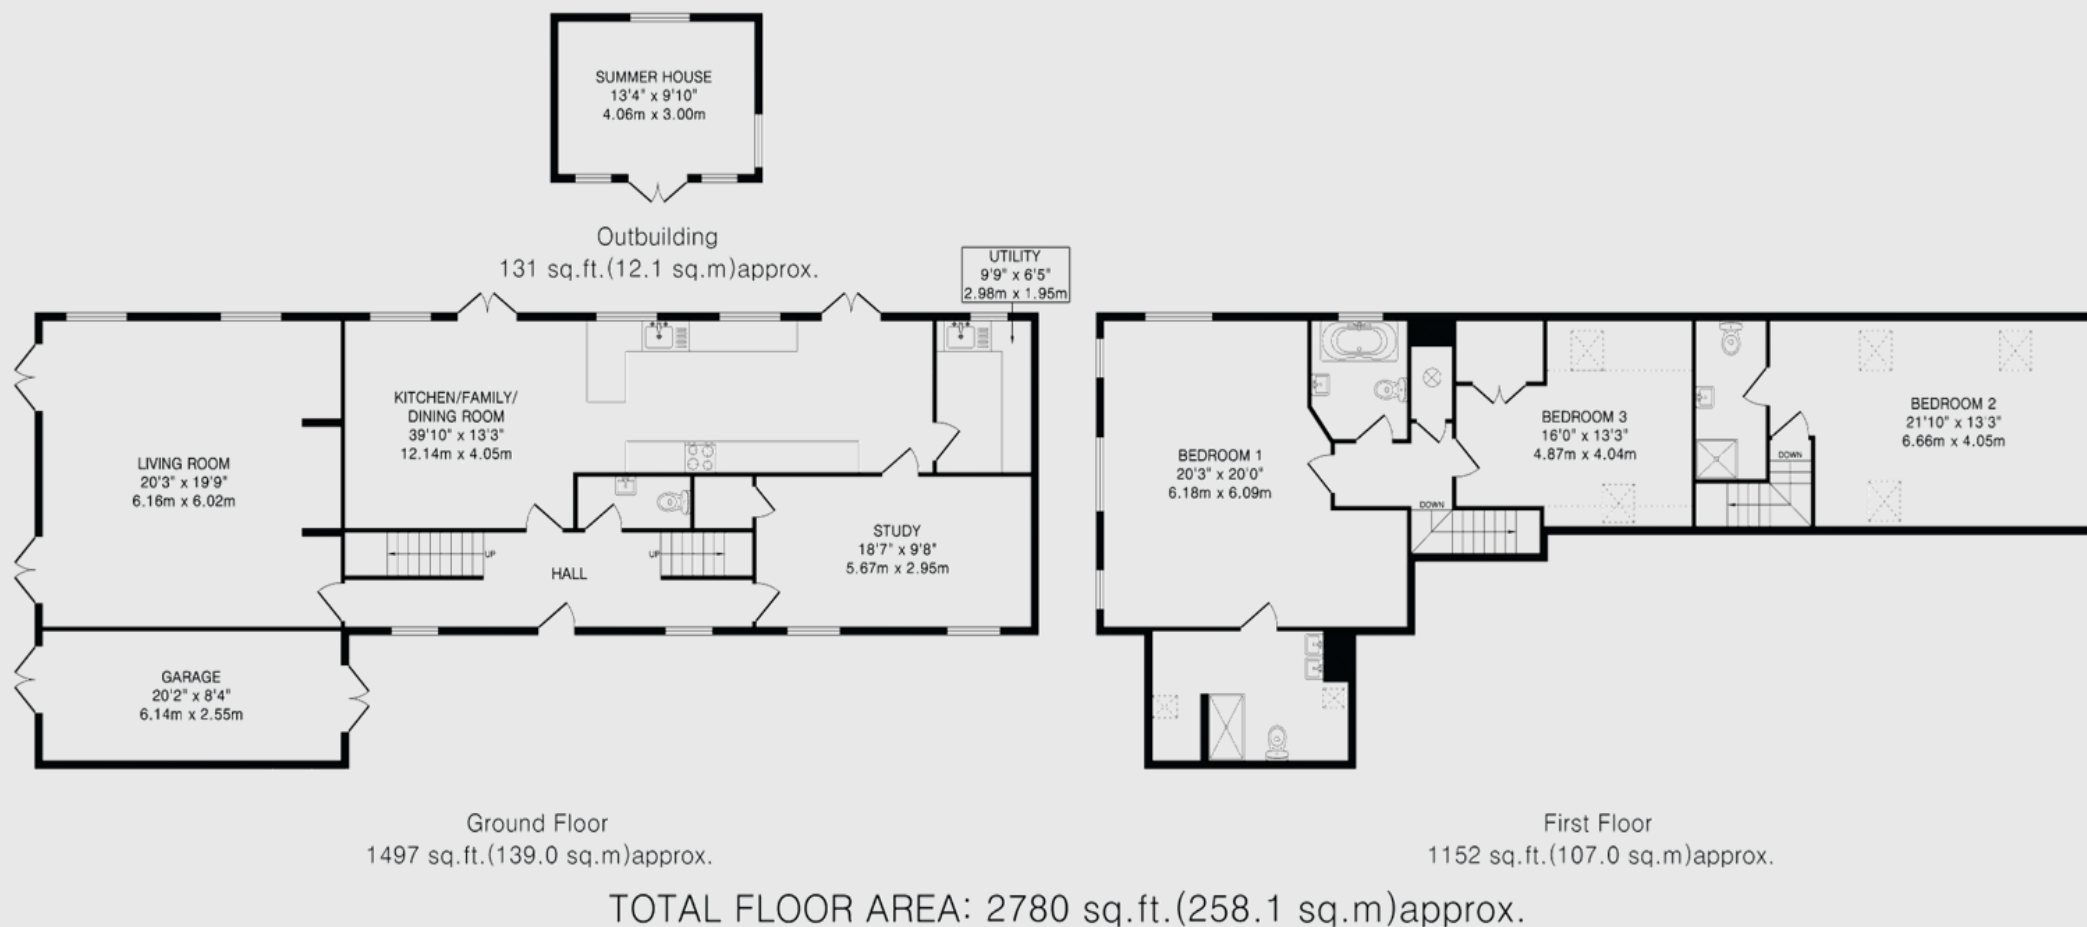 SUMMER HOUSE
13'4" x 9'10"
4.06m x 3.00m
Outbuilding
131 sq.ft.(12.1 sq.m)approx.
UTILITY
9'9" x 6'5"
2.98m x 1.95m
KITCHEN/FAMILY/
DINING ROOM
39'10" x 13'3"
12.14m x 4.05m
LIVING ROOM
20'3" x 19'9"
6.16m x 6.02m
STUDY
18'7" x 9'8"
5.67m x 2.95m
UP
UP
HALL
GARAGE
20'2" x 8'4"
6.14m x 2.55m
Ground Floor
1497 sq.ft.(139.0 sq.m)approx.
BEDROOM 1
20'3" x 20'0"
6.18m x 6.09m
BEDROOM 3
16'0" x 13'3"
4.87m x 4.04m
BEDROOM 2
21'10" x 13'3"
6.66m x 4.05m
DOWN
DOWN
First Floor
1152 sq.ft.(107.0 sq.m)approx.
TOTAL FLOOR AREA: 2780 sq.ft.(258.1 sq.m)approx.